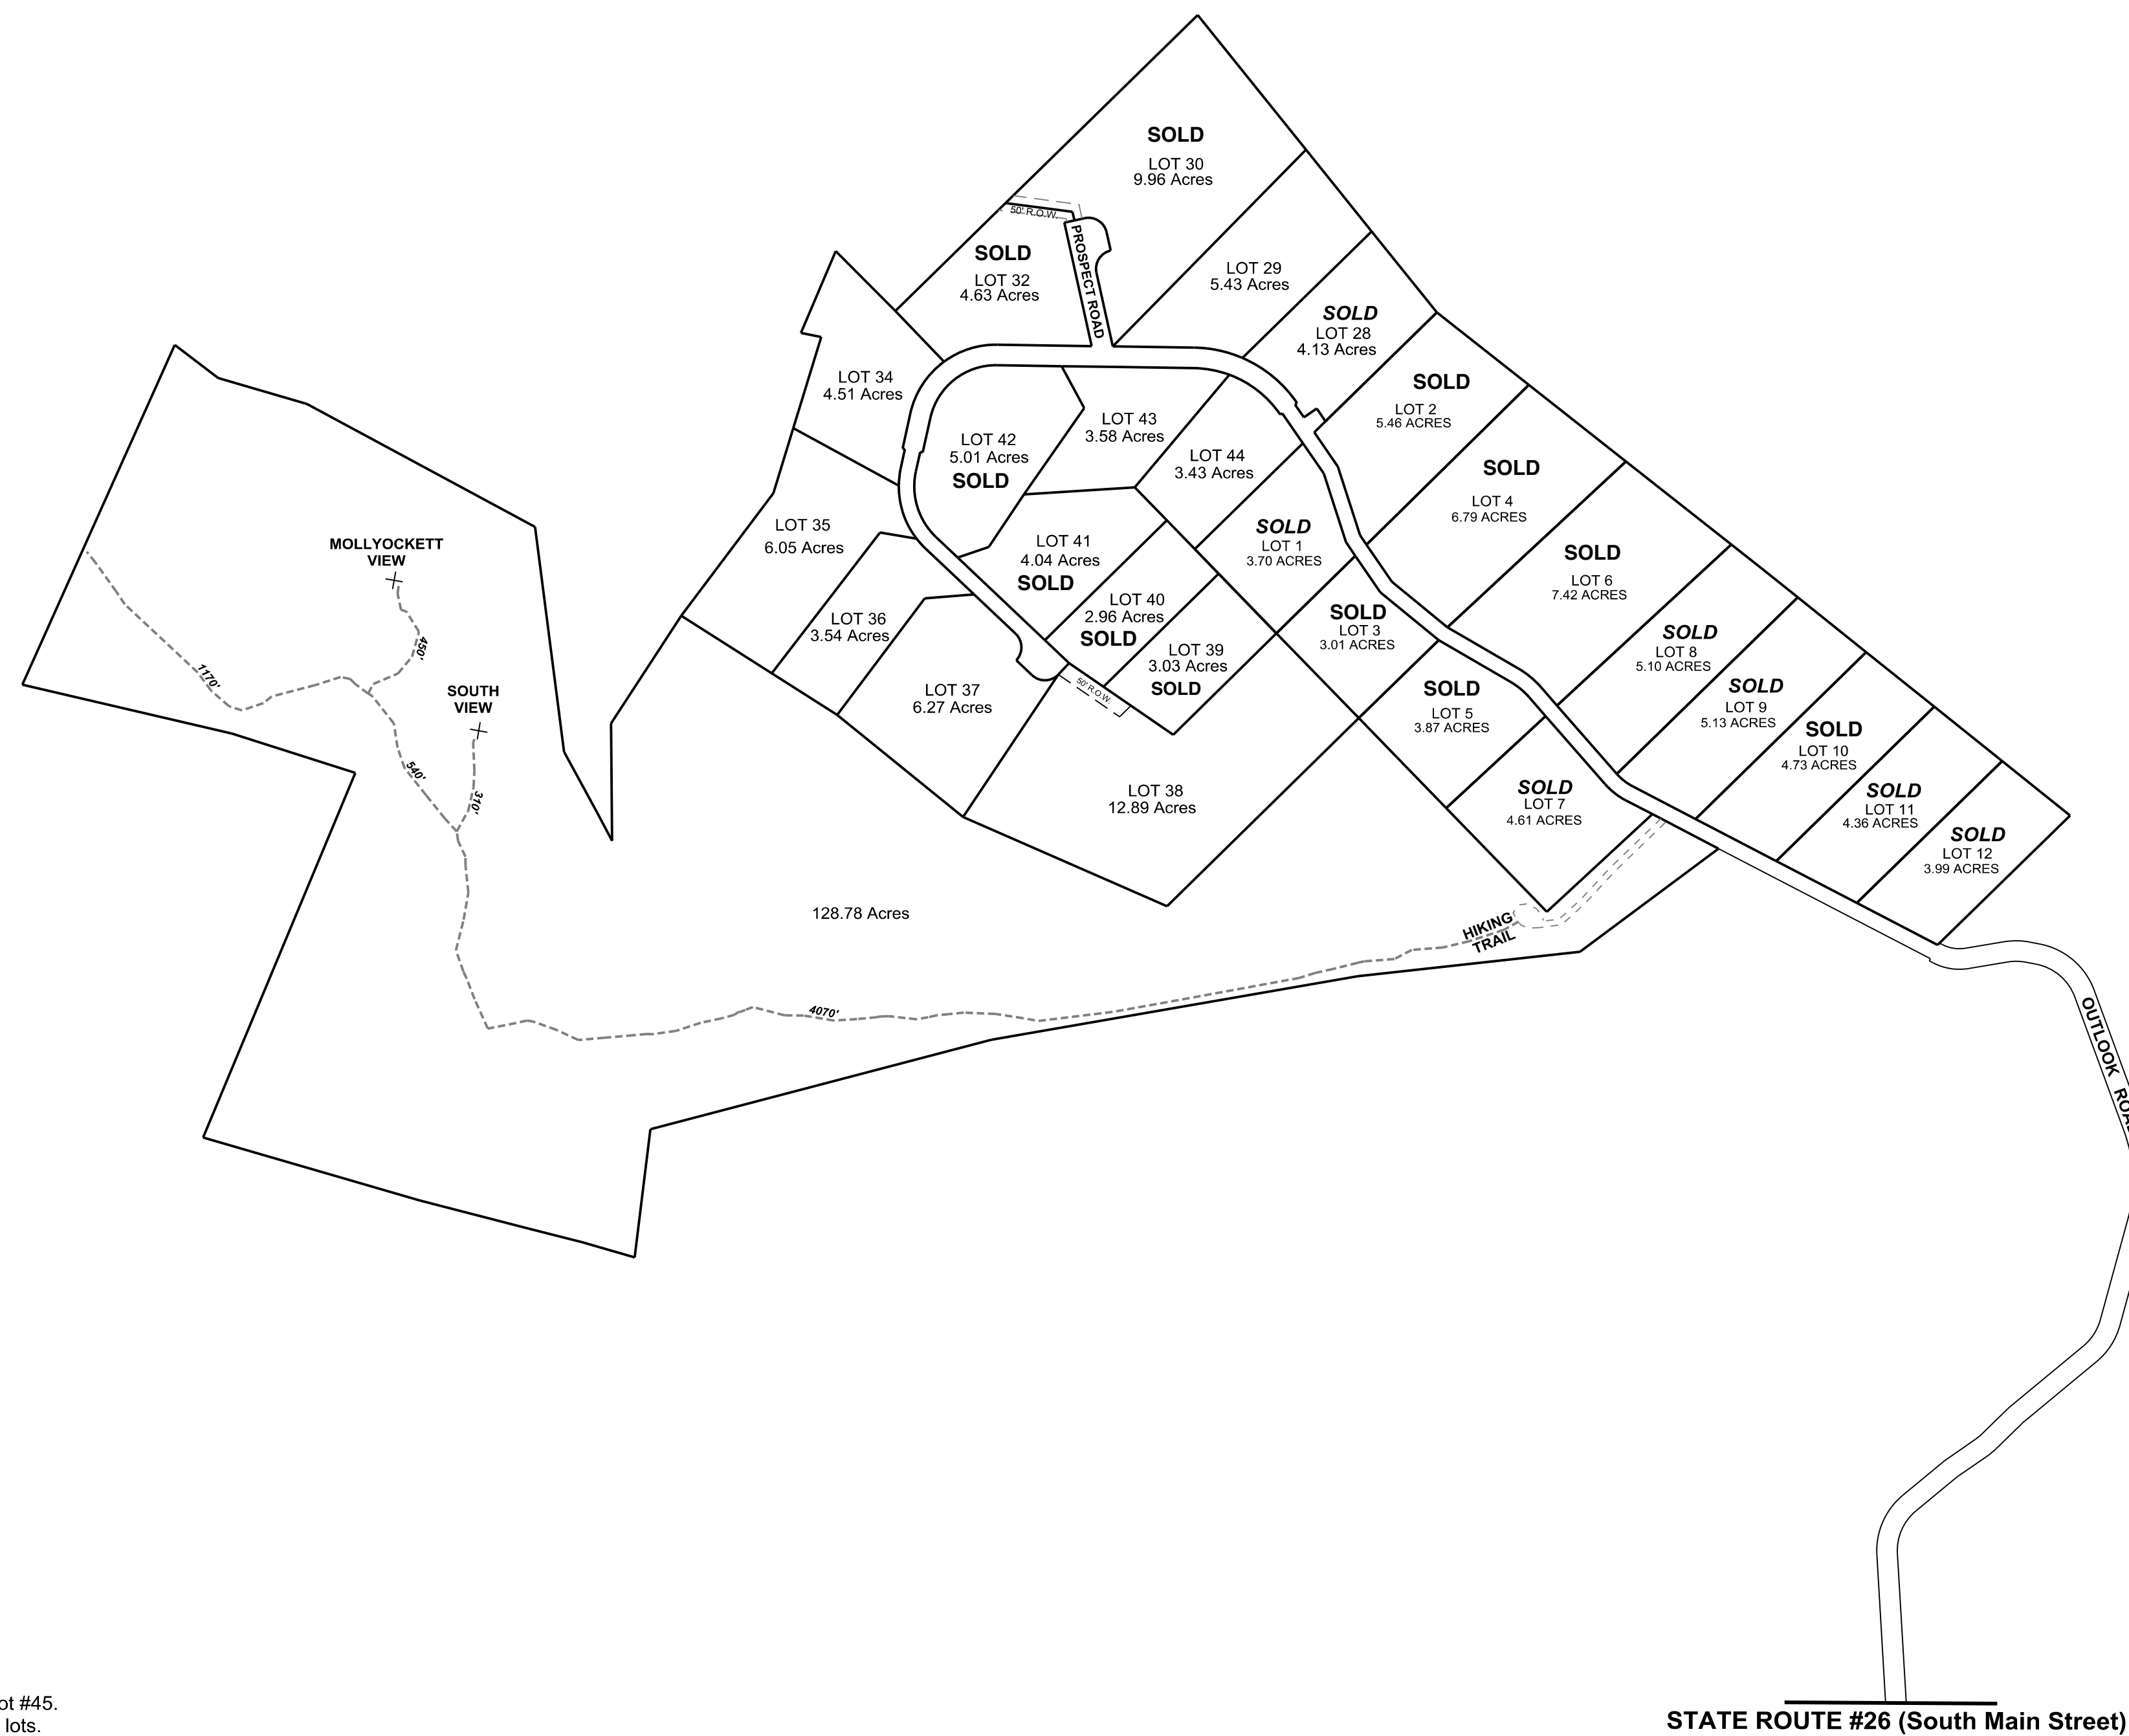 SOLD
LOT 30
9.96 Acres
50' R.O.W.
PROSPECT ROAD
SOLD
LOT 32
4.63 Acres
LOT 29
5.43 Acres
SOLD
LOT 28
4.13 Acres
LOT 34
4.51 Acres
LOT 42
5.01 Acres
SOLD
LOT 43
3.58 Acres
LOT 44
3.43 Acres
SOLD
LOT 2
5.46 ACRES
SOLD
LOT 4
6.79 ACRES
LOT 35
6.05 Acres
LOT 41
4.04 Acres
SOLD
SOLD
LOT 1
3.70 ACRES
SOLD
LOT 6
7.42 ACRES
MOLLYOCKETT
VIEW
450'
1170'
LOT 36
3.54 Acres
LOT 40
2.96 Acres
SOLD
SOLD
LOT 3
3.01 ACRES
SOLD
LOT 8
5.10 ACRES
LOT 39
3.03 Acres
SOLD
50' R.O.W.
SOUTH
VIEW
540'
310'
LOT 37
6.27 Acres
SOLD
LOT 5
3.87 ACRES
SOLD
LOT 9
5.13 ACRES
SOLD
LOT 10
4.73 ACRES
LOT 38
12.89 Acres
SOLD
LOT 7
4.61 ACRES
SOLD
LOT 11
4.36 ACRES
SOLD
LOT 12
3.99 ACRES
128.78 Acres
HIKING
TRAIL
4070'
OUTLOOK ROAD
ot #45.
lots.
STATE ROUTE #26 (South Main Street)